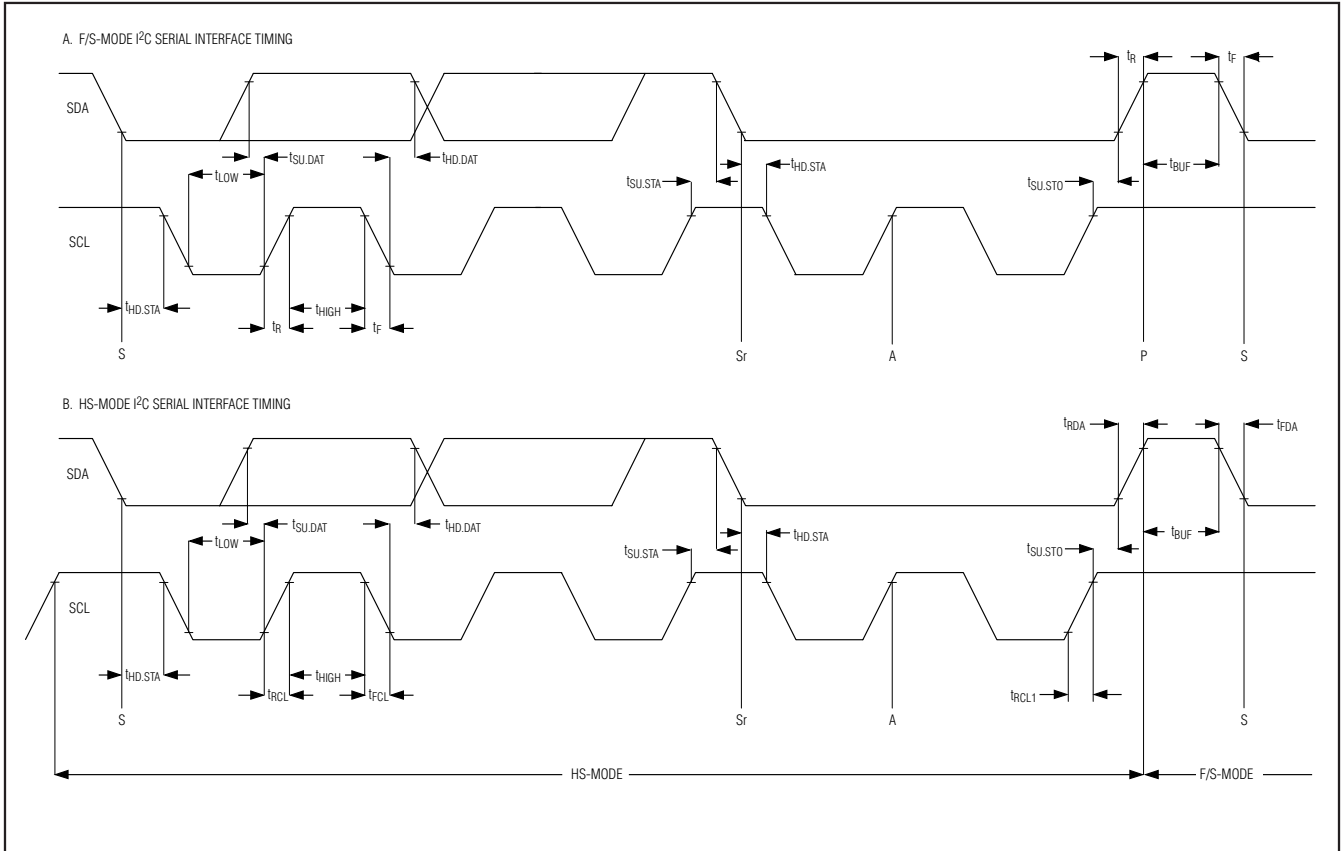 A. F/S-MODE I²C SERIAL INTERFACE TIMING
tR
tF
SDA
tSU.DAT
tHD.DAT
tLOW
tHD.STA
tSU.STA
tSU.STO
tBUF
SCL
tHD.STA
tR
tHIGH
tF
S
Sr
A
P
S
B. HS-MODE I²C SERIAL INTERFACE TIMING
tRDA
tFDA
SDA
tSU.DAT
tHD.DAT
tLOW
tHD.STA
tSU.STA
tSU.STO
tBUF
SCL
tHD.STA
tRCL
tHIGH
tFCL
tRCL1
S
Sr
A
S
HS-MODE
F/S-MODE